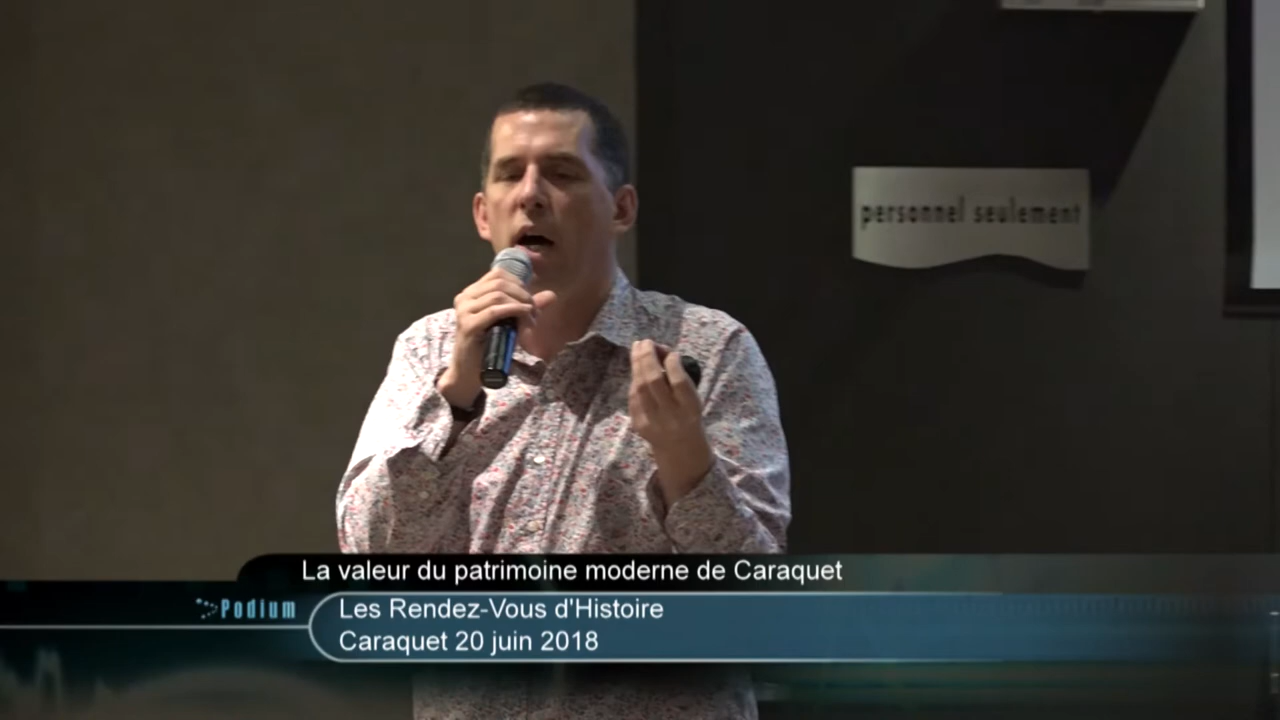 personnel seulement
La valeur du patrimoine moderne de Caraquet
Podium
Les Rendez-Vous d'Histoire
Caraquet 20 juin 2018